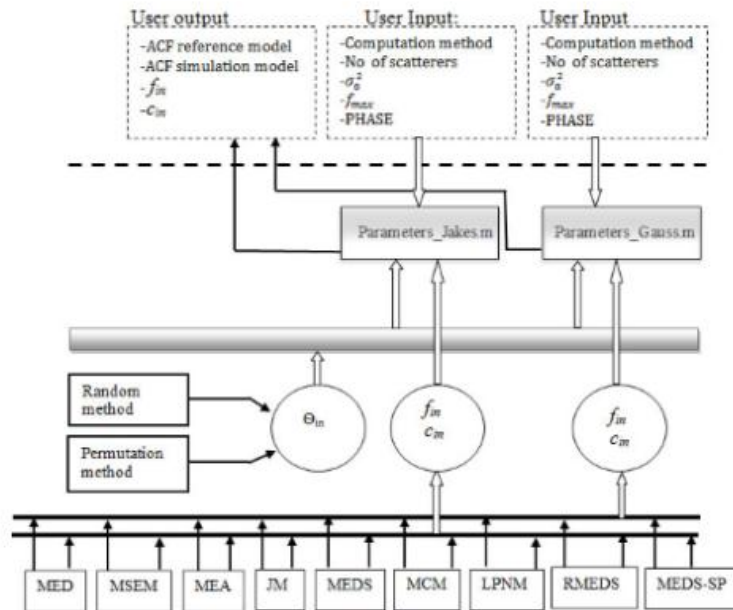 User output
-ACF reference model
-ACF simulation model
-f_in
-c_in
User Input:
-Computation method
-No of scatterers
-σ_0^2
-f_max
-PHASE
User Input
-Computation method
-No of scatterers
-σ_0^2
-f_max
-PHASE
Parameters_Jakes.m
Parameters_Gauss.m
Random
method
Permutation
method
Θ_in
f_in
c_in
f_in
c_in
MED
MSEM
MEA
JM
MEDS
MCM
LPNM
RMEDS
MEDS-SP